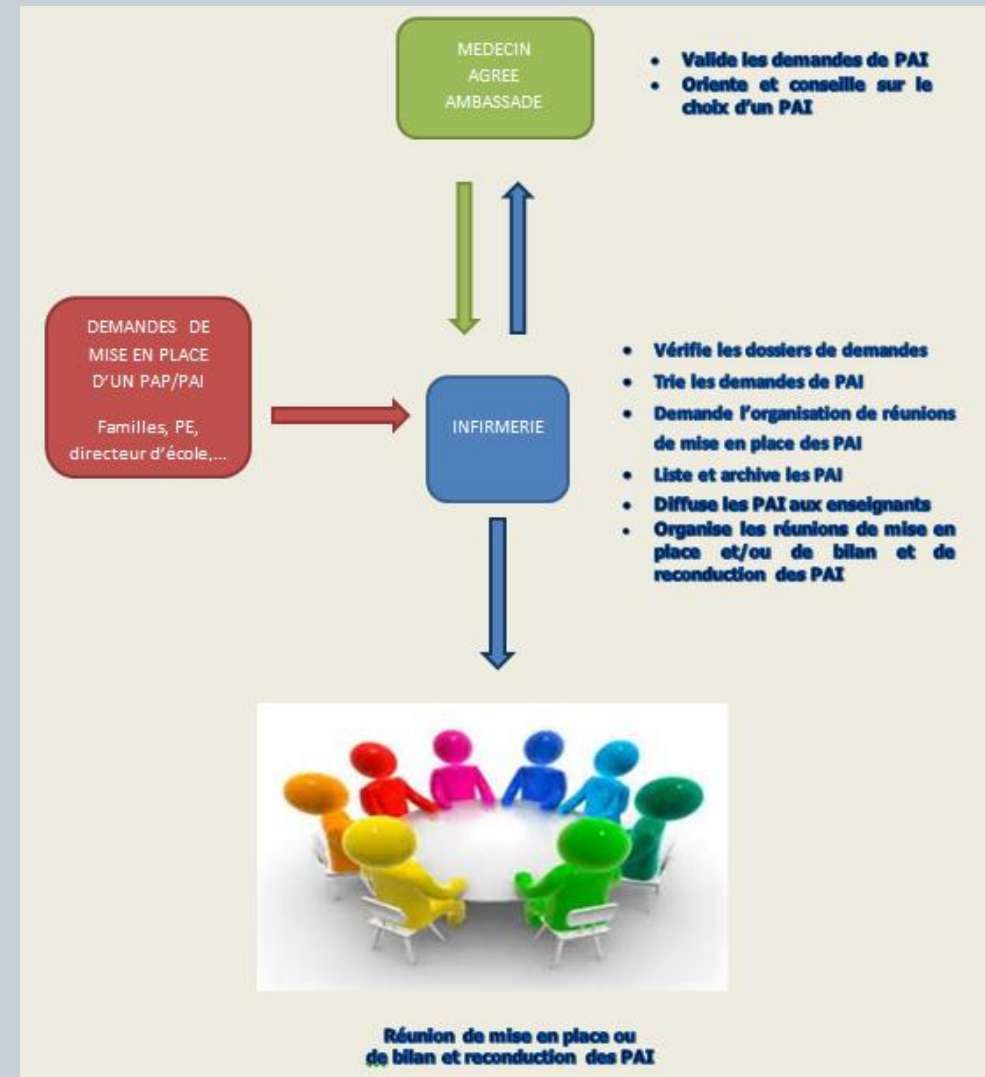 MEDECIN
AGREE
AMBASSADE
• Valide les demandes de PAI
• Oriente et conseille sur le
choix d'un PAI
DEMANDES DE
MISE EN PLACE
D'UN PAP/PAI
Familles, PE,
directeur d'école,...
INFIRMERIE
• Vérifie les dossiers de demandes
• Trie les demandes de PAI
• Demande l'organisation de réunions
de mise en place des PAI
• Liste et archive les PAI
• Diffuse les PAI aux enseignants
• Organise les réunions de mise en
place et/ou de bilan et de
reconduction des PAI
Réunion de mise en place ou
de bilan et reconduction des PAI